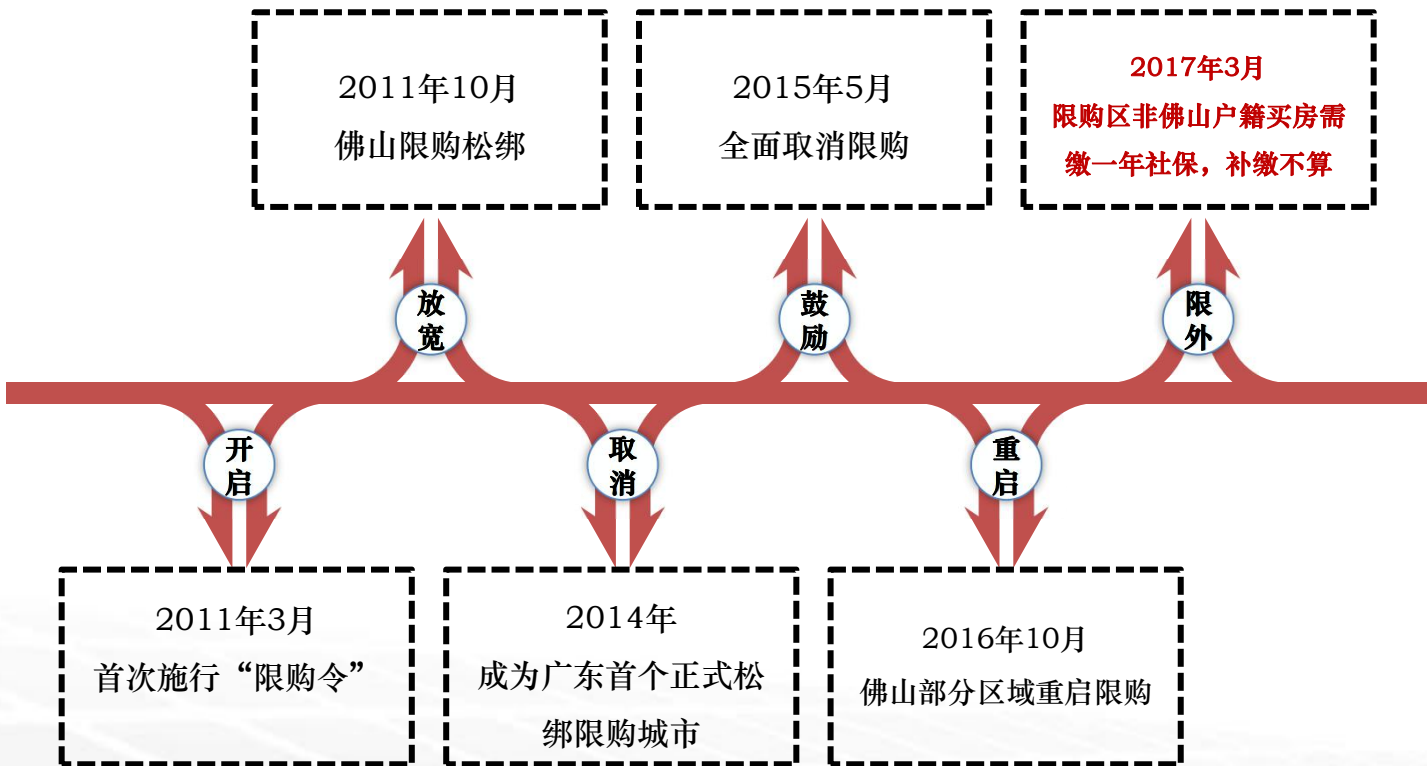 2011年10月
佛山限购松绑
2015年5月
全面取消限购
2017年3月
限购区非佛山户籍买房需
缴一年社保，补缴不算
放
宽
鼓
励
限
外
开
启
取
消
重
启
2011年3月
首次施行“限购令”
2014年
成为广东首个正式松
绑限购城市
2016年10月
佛山部分区域重启限购